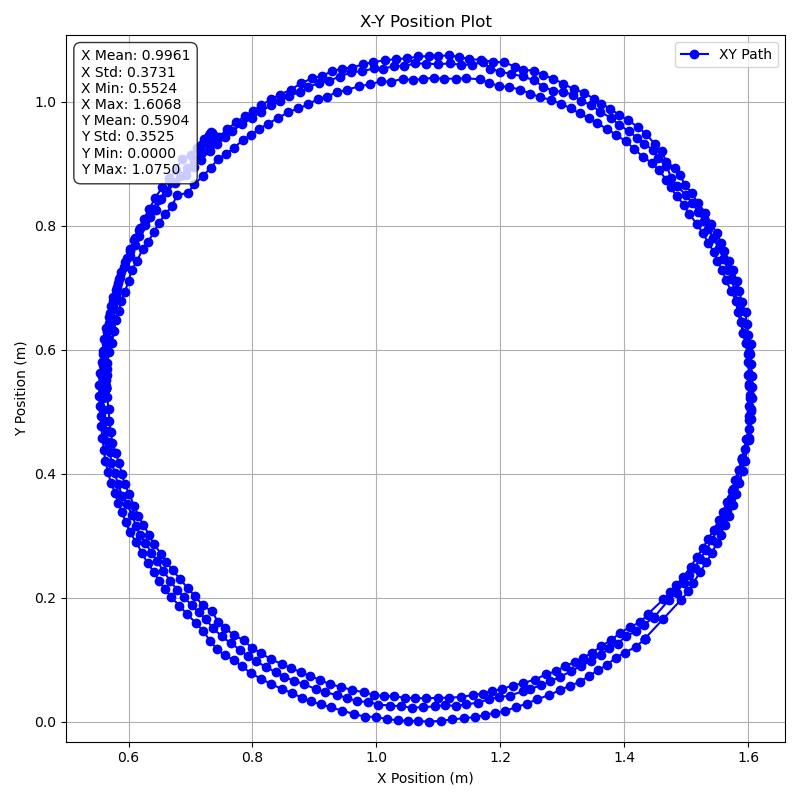 X-Y Position Plot
X Mean: 0.9961
X Std: 0.3731
X Min: 0.5524
X Max: 1.6068
Y Mean: 0.5904
Y Std: 0.3525
Y Min: 0.0000
Y Max: 1.0750
XY Path
1.0
0.8
0.6
0.4
0.2
0.0
Y Position (m)
0.6 0.8 1.0 1.2 1.4 1.6
X Position (m)